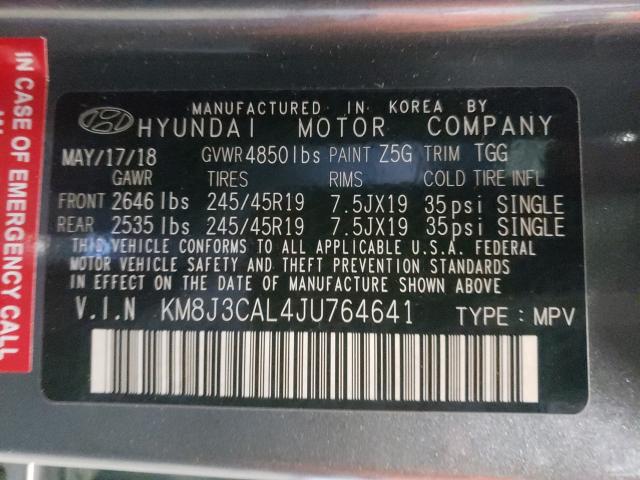 IN CASE OF EMERGENCY CALL
MANUFACTURED IN KOREA BY
HYUNDAI MOTOR COMPANY
MAY/17/18 GVWR 4850lbs PAINT Z5G TRIM TGG
GAWR TIRES RIMS COLD TIRE INFL
FRONT 2646 lbs 245/45R19 7.5JX19 35psi SINGLE
REAR 2535 lbs 245/45R19 7.5JX19 35psi SINGLE
THIS VEHICLE CONFORMS TO ALL APPLICABLE U.S.A. FEDERAL
MOTOR VEHICLE SAFETY AND THEFT PREVENTION STANDARDS
IN EFFECT ON THE DATE OF MANUFACTURE SHOWN ABOVE
V.I.N KM8J3CAL4JU764641 TYPE : MPV